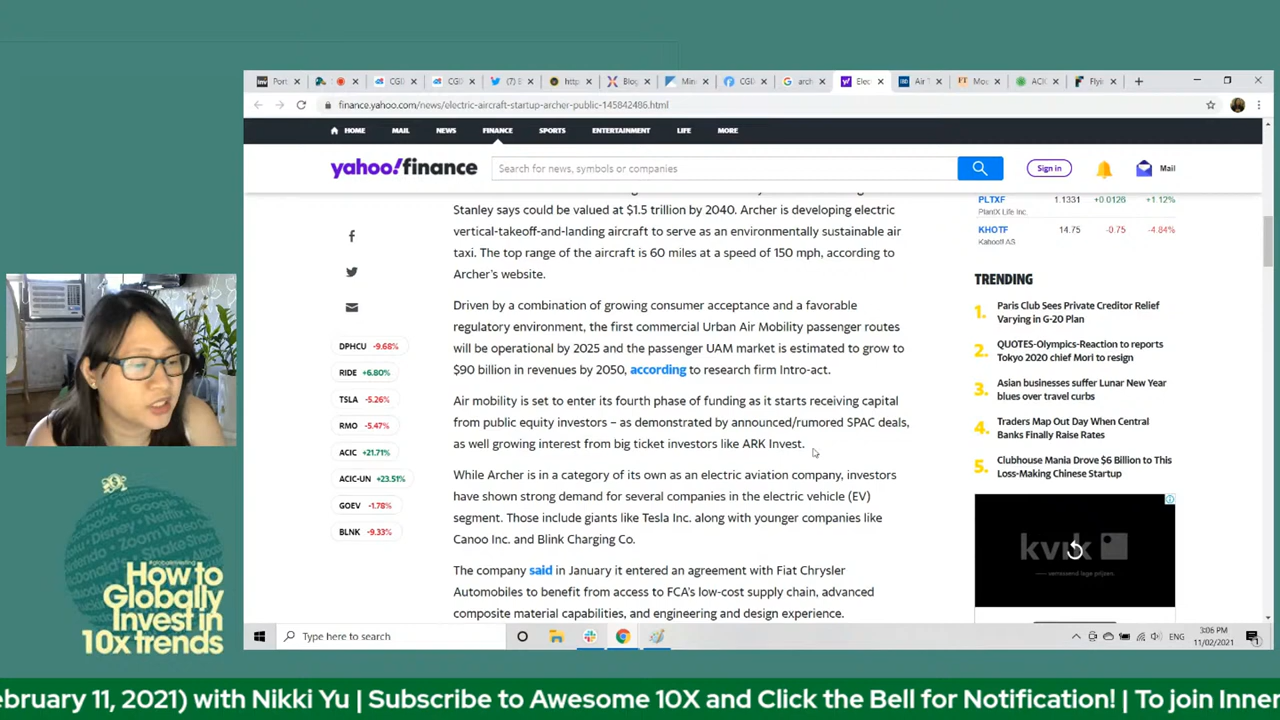 Port
CGI
CGI
(7) E
http
Blog
Min
CGI
arch
Elec
Air T
Mou
ACIC
Flyin
finance.yahoo.com/news/electric-aircraft-startup-archer-public-145842486.html
HOME MAIL NEWS FINANCE SPORTS ENTERTAINMENT LIFE MORE
yahoo!finance
Search for news, symbols or companies
Sign in
Mail
Stanley says could be valued at $1.5 trillion by 2040. Archer is developing electric
vertical-takeoff-and-landing aircraft to serve as an environmentally sustainable air
taxi. The top range of the aircraft is 60 miles at a speed of 150 mph, according to
Archer's website.
Driven by a combination of growing consumer acceptance and a favorable
regulatory environment, the first commercial Urban Air Mobility passenger routes
will be operational by 2025 and the passenger UAM market is estimated to grow to
$90 billion in revenues by 2050, according to research firm Intro-act.
Air mobility is set to enter its fourth phase of funding as it starts receiving capital
from public equity investors – as demonstrated by announced/rumored SPAC deals,
as well growing interest from big ticket investors like ARK Invest.
While Archer is in a category of its own as an electric aviation company, investors
have shown strong demand for several companies in the electric vehicle (EV)
segment. Those include giants like Tesla Inc. along with younger companies like
Canoo Inc. and Blink Charging Co.
The company said in January it entered an agreement with Fiat Chrysler
Automobiles to benefit from access to FCA's low-cost supply chain, advanced
composite material capabilities, and engineering and design experience.
DPHCU -9.68%
RIDE +6.80%
TSLA -5.26%
RMO -5.47%
ACIC +21.71%
ACIC-UN +23.51%
GOEV -1.78%
BLNK -9.33%
PLTXF 1.1331 +0.0126 +1.12%
PlantX Life Inc.
KHOTF 14.75 -0.75 -4.84%
Kahoot! AS
TRENDING
1. Paris Club Sees Private Creditor Relief
Varying in G-20 Plan
2. QUOTES-Olympics-Reaction to reports
Tokyo 2020 chief Mori to resign
3. Asian businesses suffer Lunar New Year
blues over travel curbs
4. Traders Map Out Day When Central
Banks Finally Raise Rates
5. Clubhouse Mania Drove $6 Billion to This
Loss-Making Chinese Startup
kvik
Type here to search
ENG
3:06 PM
11/02/2021
#globalinvesting
How to
Globally
Invest in
10x trends
ebruary 11, 2021) with Nikki Yu | Subscribe to Awesome 10X and Click the Bell for Notification! | To join Inner